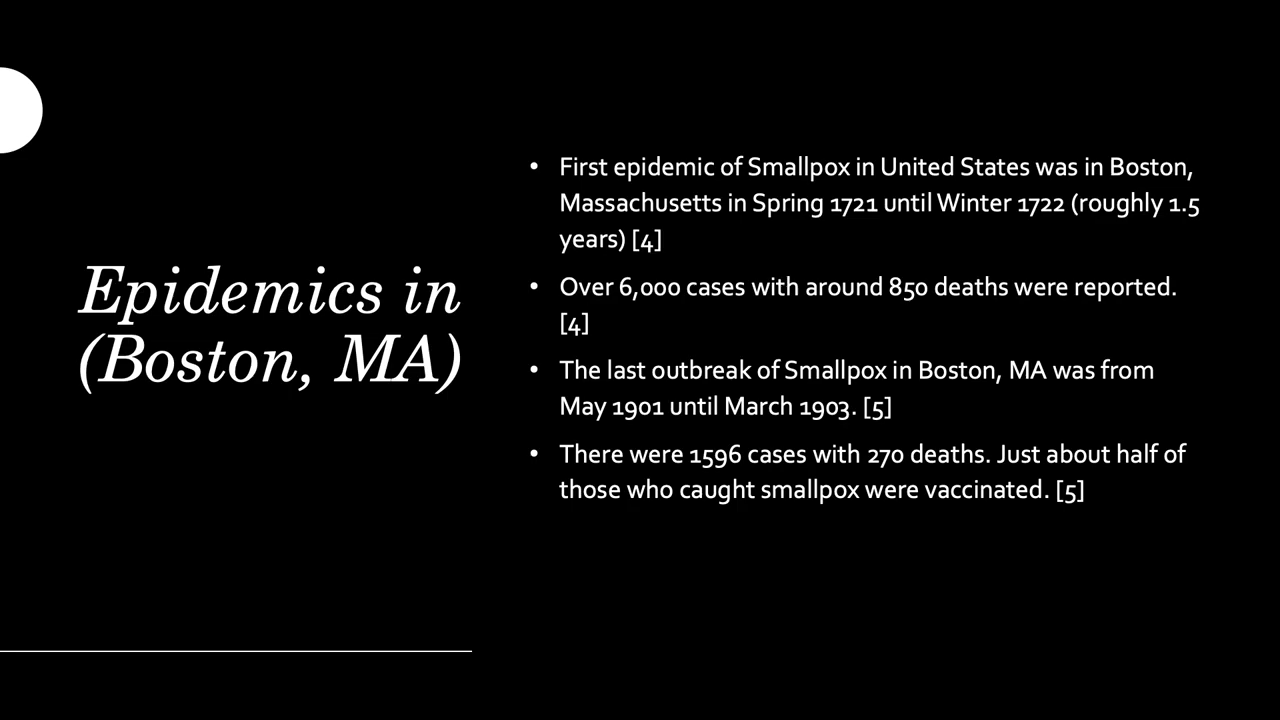 Epidemics in
(Boston, MA)
• First epidemic of Smallpox in United States was in Boston,
Massachusetts in Spring 1721 until Winter 1722 (roughly 1.5
years) [4]
• Over 6,000 cases with around 850 deaths were reported.
[4]
• The last outbreak of Smallpox in Boston, MA was from
May 1901 until March 1903. [5]
• There were 1596 cases with 270 deaths. Just about half of
those who caught smallpox were vaccinated. [5]